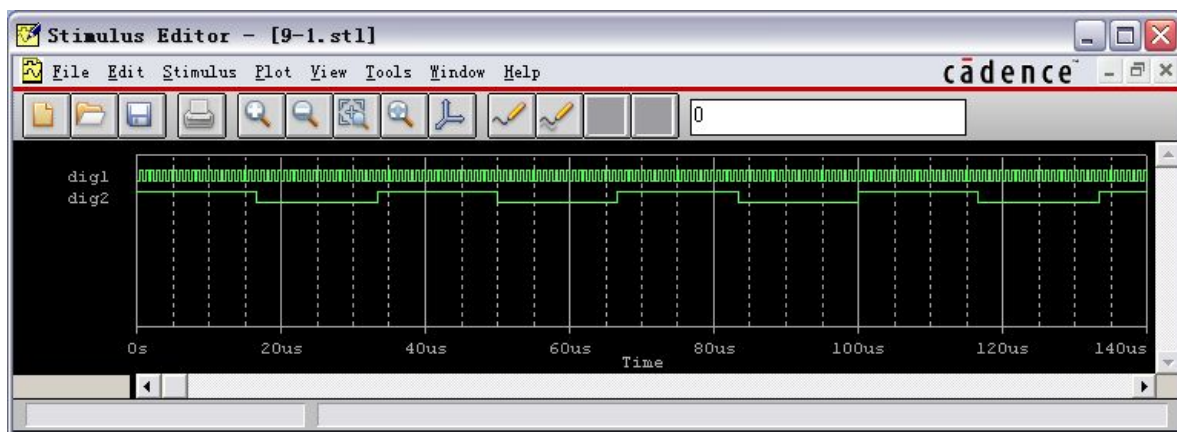 Stimulus Editor - [9-1.stl]
File Edit Stimulus Plot View Tools Window Help cādence™
0
dig1
dig2
0s 20us 40us 60us 80us 100us 120us 140us
Time